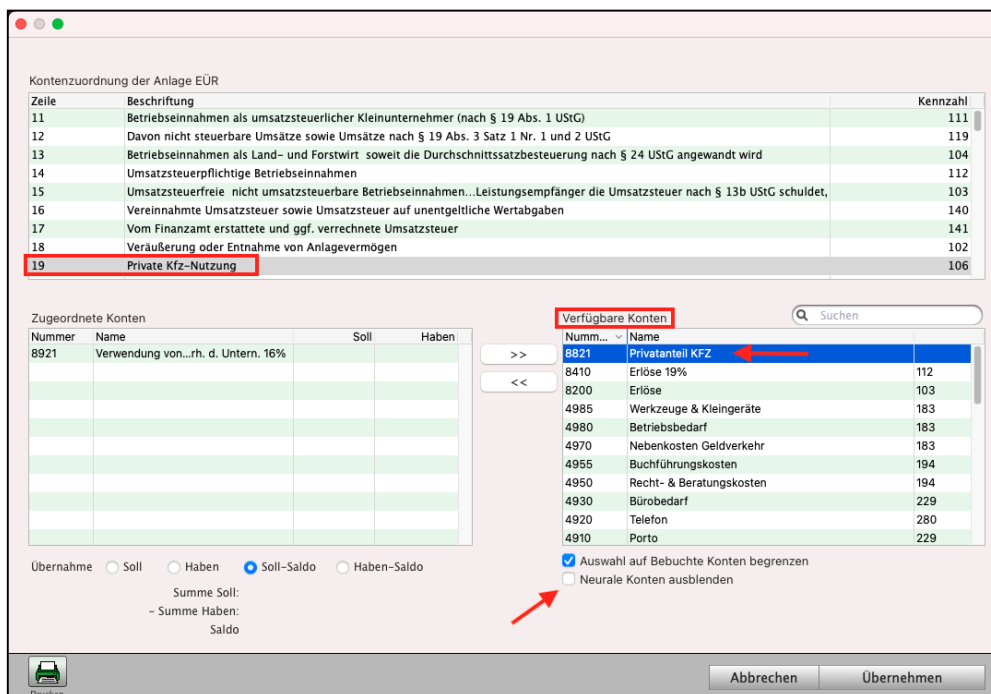 Kontenzuordnung der Anlage EÜR
Zeile Beschriftung Kennzahl
11 Betriebseinnahmen als umsatzsteuerlicher Kleinunternehmer (nach § 19 Abs. 1 UStG) 111
12 Davon nicht steuerbare Umsätze sowie Umsätze nach § 19 Abs. 3 Satz 1 Nr. 1 und 2 UStG) 119
13 Betriebseinnahmen als Land- und Forstwirt soweit die Durchschnittssatzbesteuerung nach § 24 UStG angewandt wird 104
14 Umsatzsteuerpflichtige Betriebseinnahmen 112
15 Umsatzsteuerfreie nicht umsatzsteuerbare Betriebseinnahmen...Leistungsempfänger die Umsatzsteuer nach § 13b UStG schuldet, 103
16 Vereinnahmte Umsatzsteuer sowie Umsatzsteuer auf unentgeltliche Wertabgaben 140
17 Vom Finanzamt erstattete und ggf. verrechnete Umsatzsteuer 141
18 Veräußerung oder Entnahme von Anlagevermögen 102
19 Private Kfz-Nutzung 106
Zugeordnete Konten
Nummer Name Soll Haben
8921 Verwendung von...rh. d. Untern. 16%
>>
<<
Verfügbare Konten
Suchen
Numm... Name
8821 Privatanteil KFZ
8410 Erlöse 19% 112
8200 Erlöse 103
4985 Werkzeuge & Kleingeräte 183
4980 Betriebsbedarf 183
4970 Nebenkosten Geldverkehr 183
4955 Buchführungskosten 194
4950 Recht- & Beratungskosten 194
4930 Bürobedarf 229
4920 Telefon 280
4910 Porto 229
Übernahme Soll Haben Soll-Saldo Haben-Saldo
Summe Soll:
- Summe Haben:
Saldo
Auswahl auf Bebuchte Konten begrenzen
Neurale Konten ausblenden
Drucken
Abbrechen Übernehmen